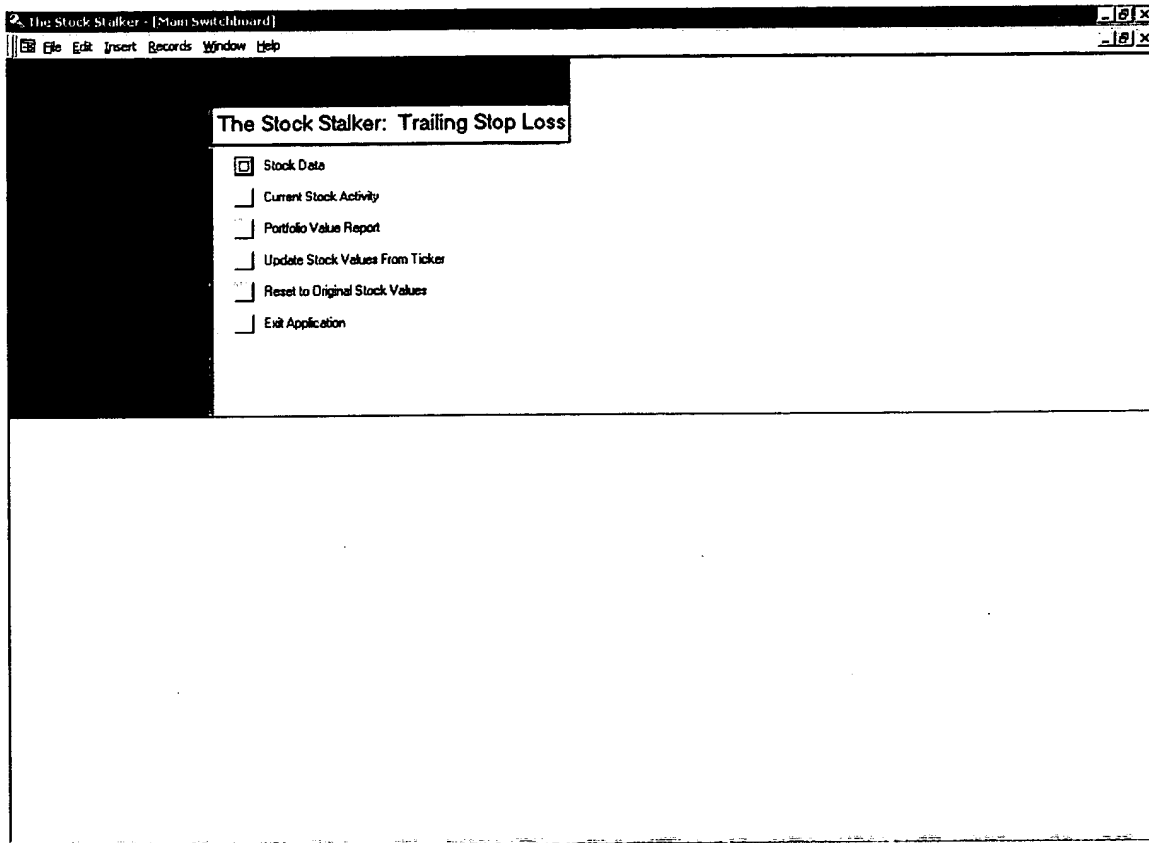 The Stock Stalker - [Main Switchboard]
File Edit Insert Records Window Help
The Stock Stalker: Trailing Stop Loss
Stock Data
Current Stock Activity
Portfolio Value Report
Update Stock Values From Ticker
Reset to Original Stock Values
Exit Application